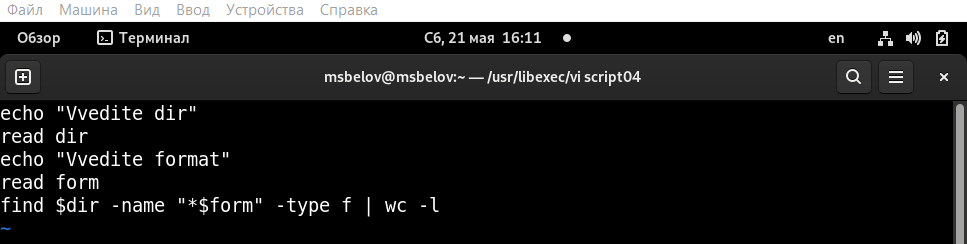 Файл Машина Вид Ввод Устройства Справка
Обзор Терминал Сб, 21 мая 16:11 en
msbelov@msbelov:~ — /usr/libexec/vi script04
echo "Vvedite dir"
read dir
echo "Vvedite format"
read form
find $dir -name "*$form" -type f | wc -l
~